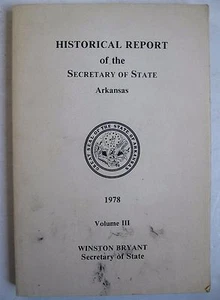 HISTORICAL REPORT
of the
SECRETARY OF STATE
Arkansas
1978
Volume III
WINSTON BRYANT
Secretary of State